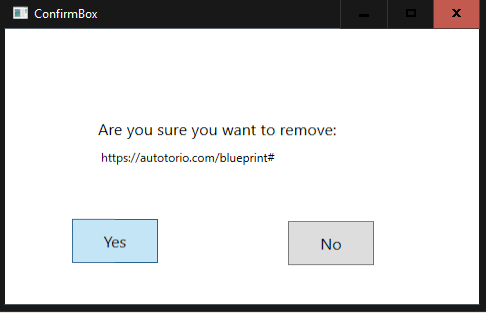 ConfirmBox
Are you sure you want to remove:
https://autotorio.com/blueprint#
Yes
No